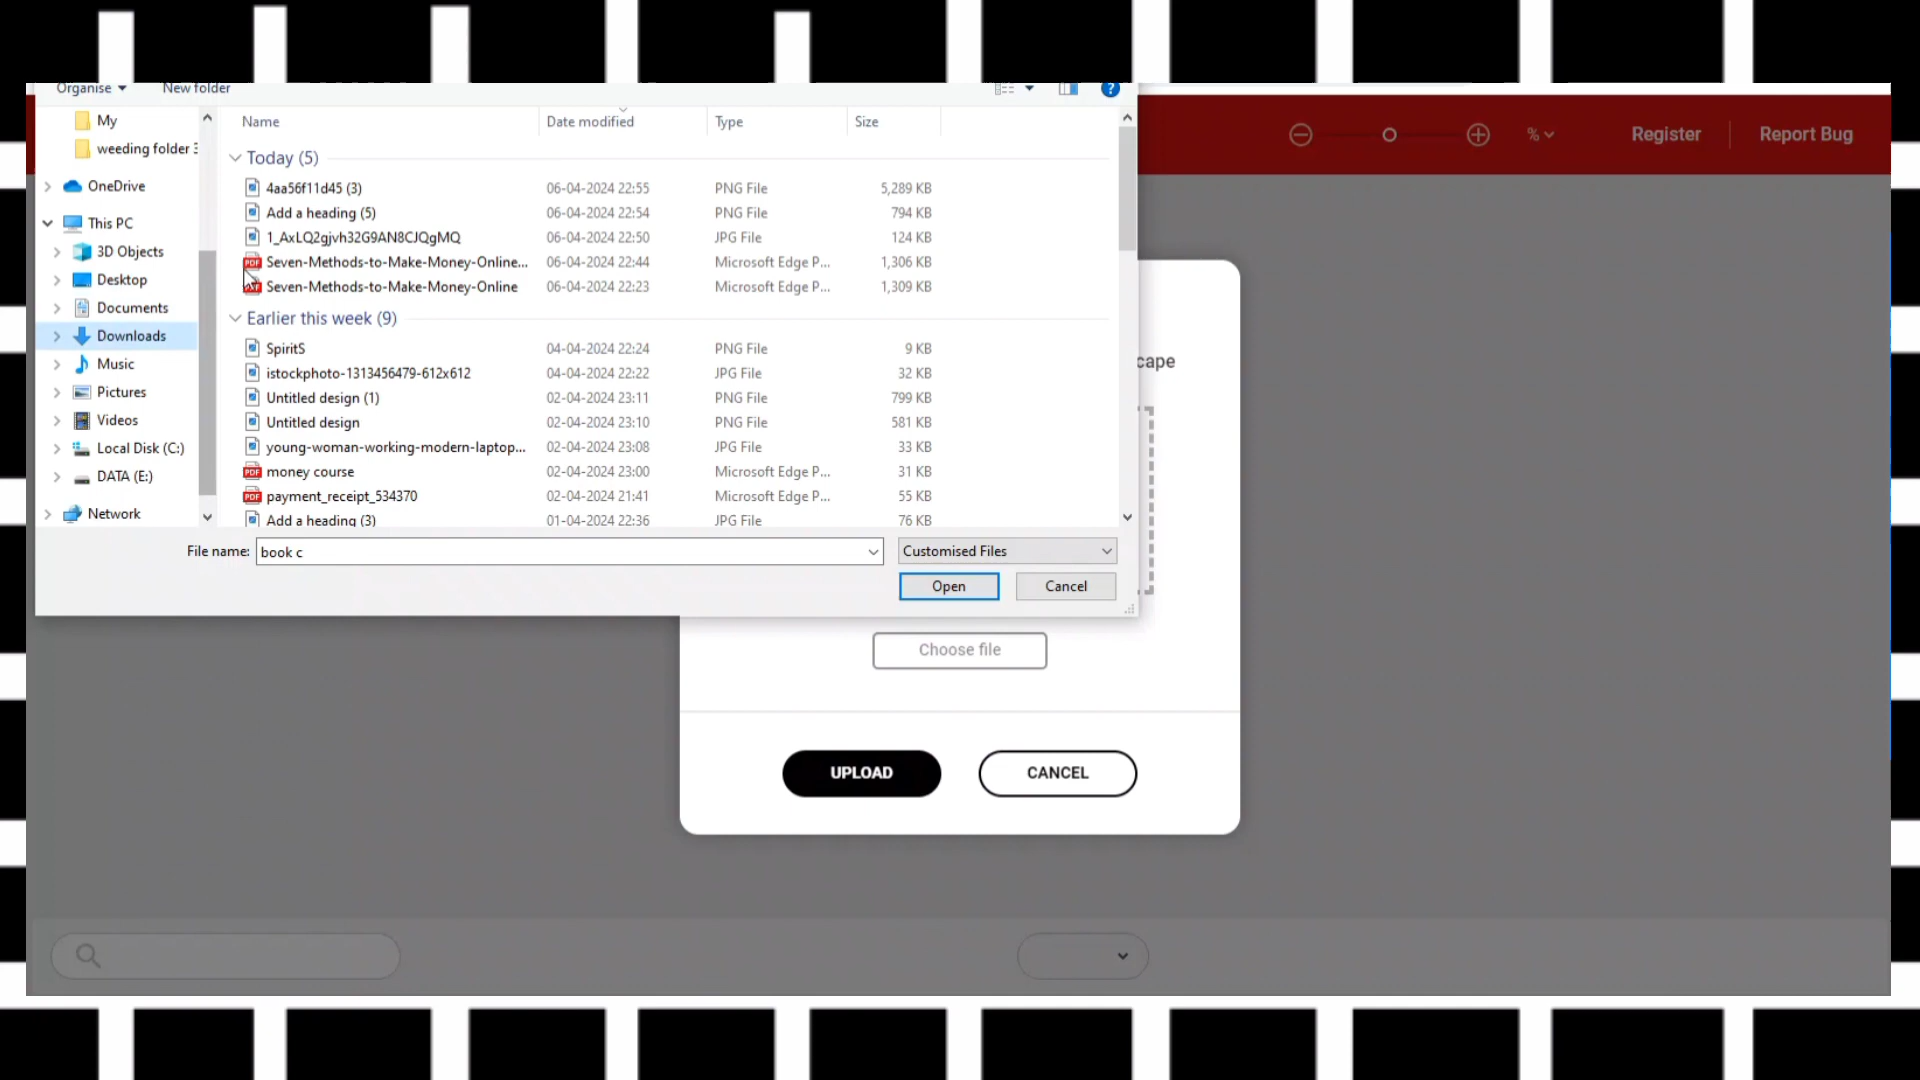 Organise New folder
?
My
weeding folder 3
OneDrive
This PC
3D Objects
Desktop
Documents
Downloads
Music
Pictures
Videos
Local Disk (C:)
DATA (E:)
Network
Name Date modified Type Size
Today (5)
4aa56f11d45 (3) 06-04-2024 22:55 PNG File 5,289 KB
Add a heading (5) 06-04-2024 22:54 PNG File 794 KB
1_AxLQ2gjvh32G9AN8CJQgMQ 06-04-2024 22:50 JPG File 124 KB
Seven-Methods-to-Make-Money-Online... 06-04-2024 22:44 Microsoft Edge P... 1,306 KB
Seven-Methods-to-Make-Money-Online 06-04-2024 22:23 Microsoft Edge P... 1,309 KB
Earlier this week (9)
SpiritS 04-04-2024 22:24 PNG File 9 KB
istockphoto-1313456479-612x612 04-04-2024 22:22 JPG File 32 KB
Untitled design (1) 02-04-2024 23:11 PNG File 799 KB
Untitled design 02-04-2024 23:10 PNG File 581 KB
young-woman-working-modern-laptop... 02-04-2024 23:08 JPG File 33 KB
money course 02-04-2024 23:00 Microsoft Edge P... 31 KB
payment_receipt_534370 02-04-2024 21:41 Microsoft Edge P... 55 KB
Add a heading (3) 01-04-2024 22:36 JPG File 76 KB
File name: book c Customised Files
Open Cancel
% Register Report Bug
cape
Choose file
UPLOAD CANCEL